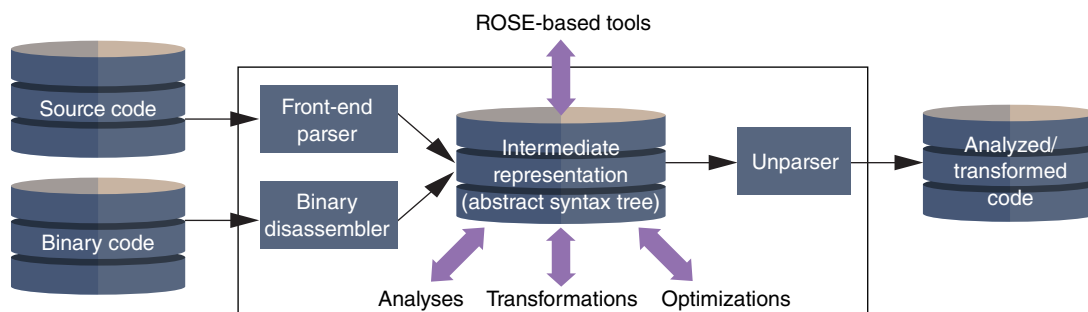 ROSE-based tools
Source code
Front-end
parser
Intermediate
representation
(abstract syntax tree)
Unparser
Analyzed/
transformed
code
Binary code
Binary
disassembler
Analyses
Transformations
Optimizations